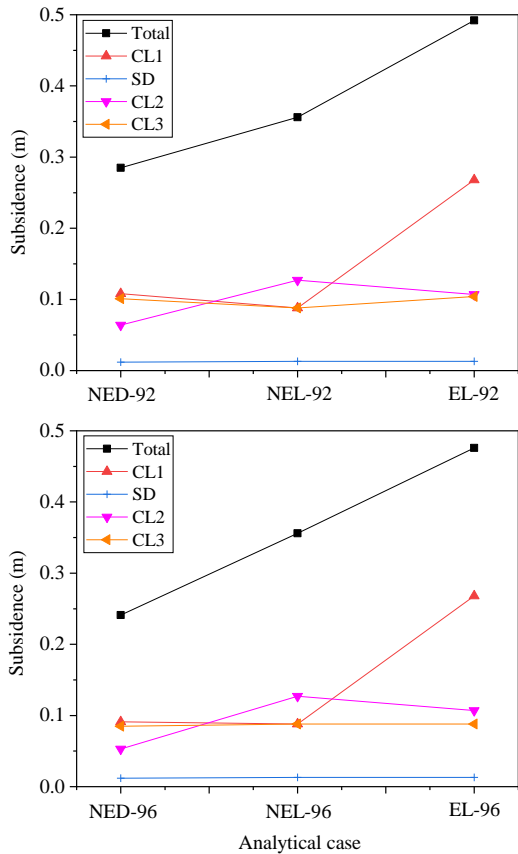 0.5
0.4
0.3
0.2
0.1
0.0
Subsidence (m)
Total
CL1
SD
CL2
CL3
NED-92
NEL-92
EL-92
0.5
0.4
0.3
0.2
0.1
0.0
Subsidence (m)
Total
CL1
SD
CL2
CL3
NED-96
NEL-96
EL-96
Analytical case